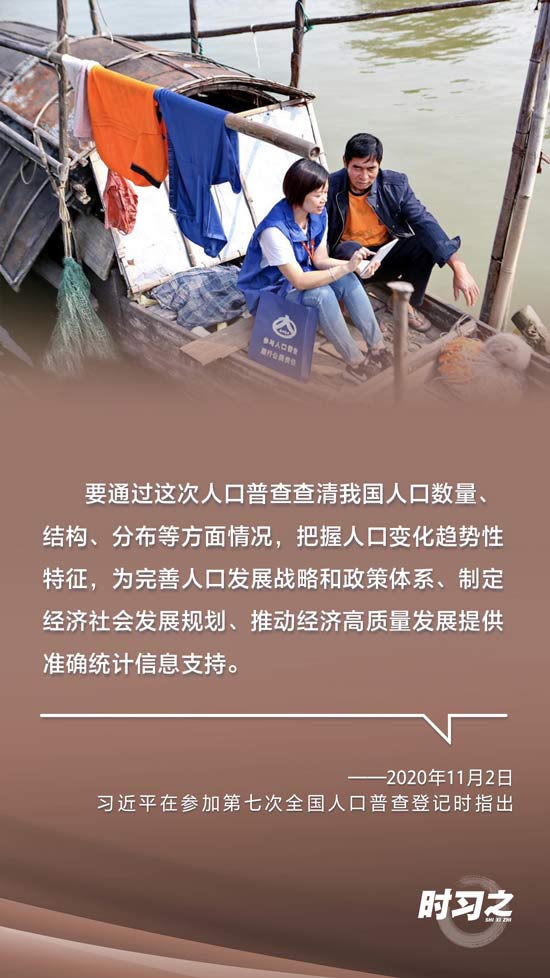 参与人口普查
履行公民责任
要通过这次人口普查查清我国人口数量、
结构、分布等方面情况，把握人口变化趋势性
特征，为完善人口发展战略和政策体系、制定
经济社会发展规划、推动经济高质量发展提供
准确统计信息支持。
——2020年11月2日
习近平在参加第七次全国人口普查登记时指出
时习之
SHI XI ZHI